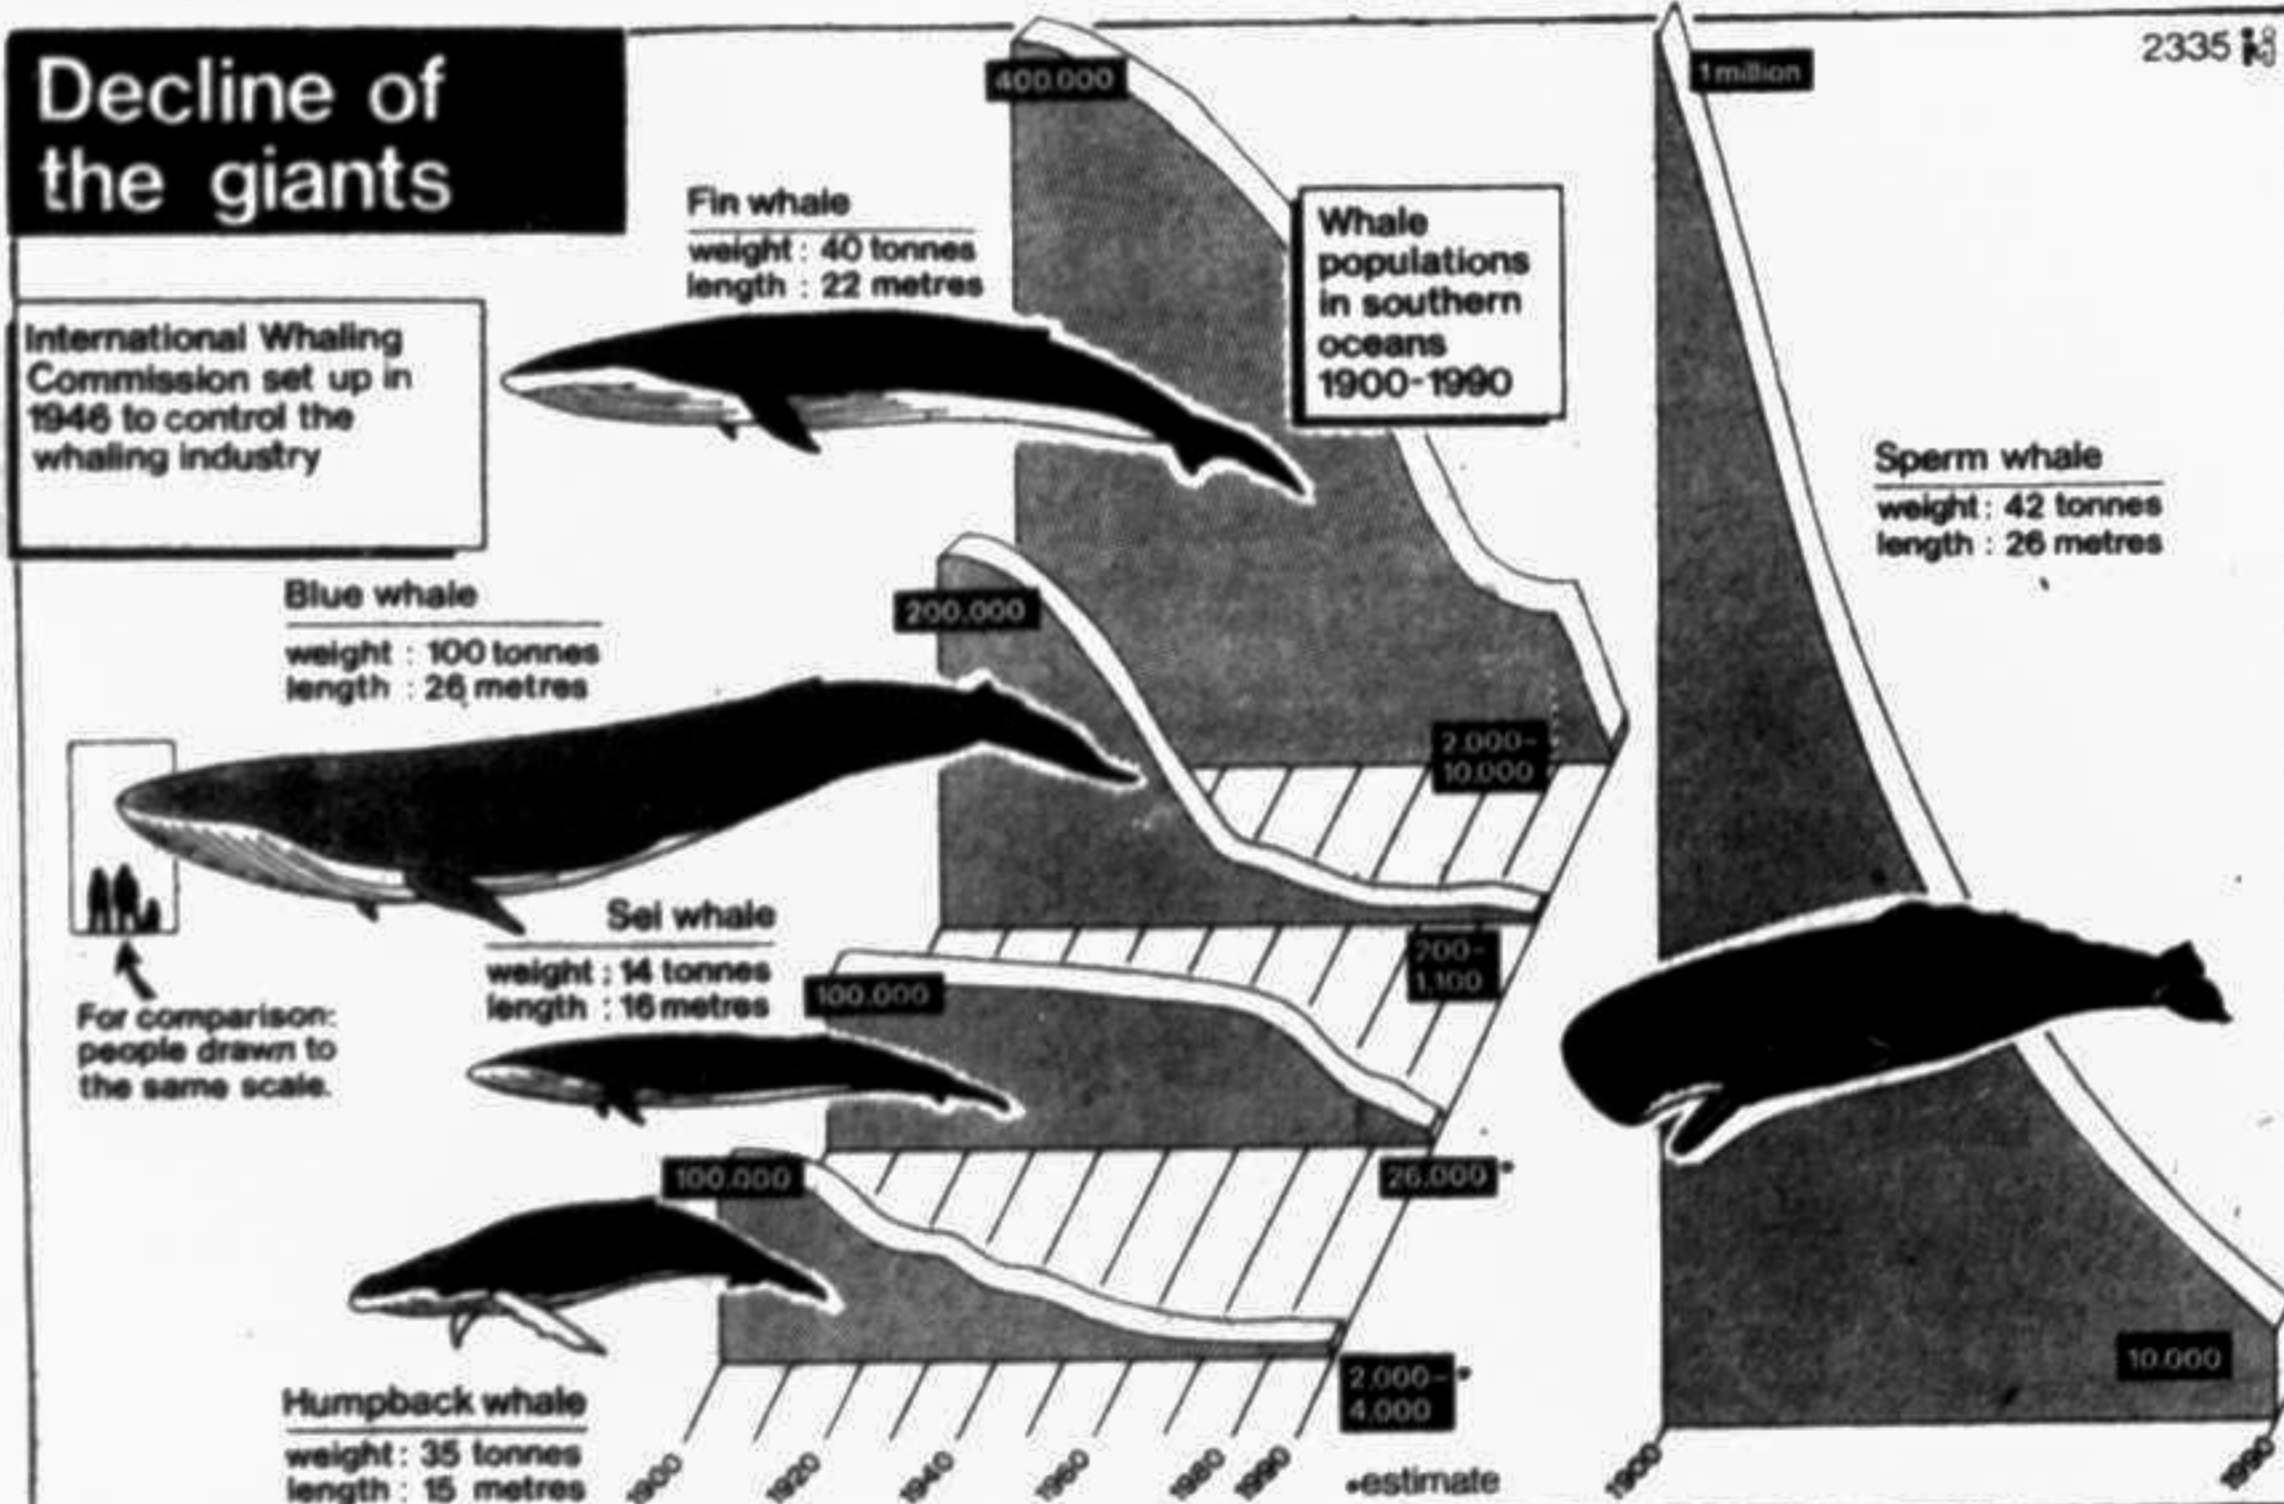 Decline of
the giants
2335
International Whaling
Commission set up in
1946 to control the
whaling industry
Fin whale
weight : 40 tonnes
length : 22 metres
400.000
Whale
populations
in southern
oceans
1900-1990
2.000-
10.000
1 million
Sperm whale
weight : 42 tonnes
length : 26 metres
10.000
1900
1990
Blue whale
weight : 100 tonnes
length : 26 metres
200.000
200-
1.100
For comparison:
people drawn to
the same scale.
Sei whale
weight : 14 tonnes
length : 16 metres
100.000
26.000•
Humpback whale
weight : 35 tonnes
length : 15 metres
100.000
2.000-•
4.000
1900
1920
1940
1960
1980
1990
•estimate